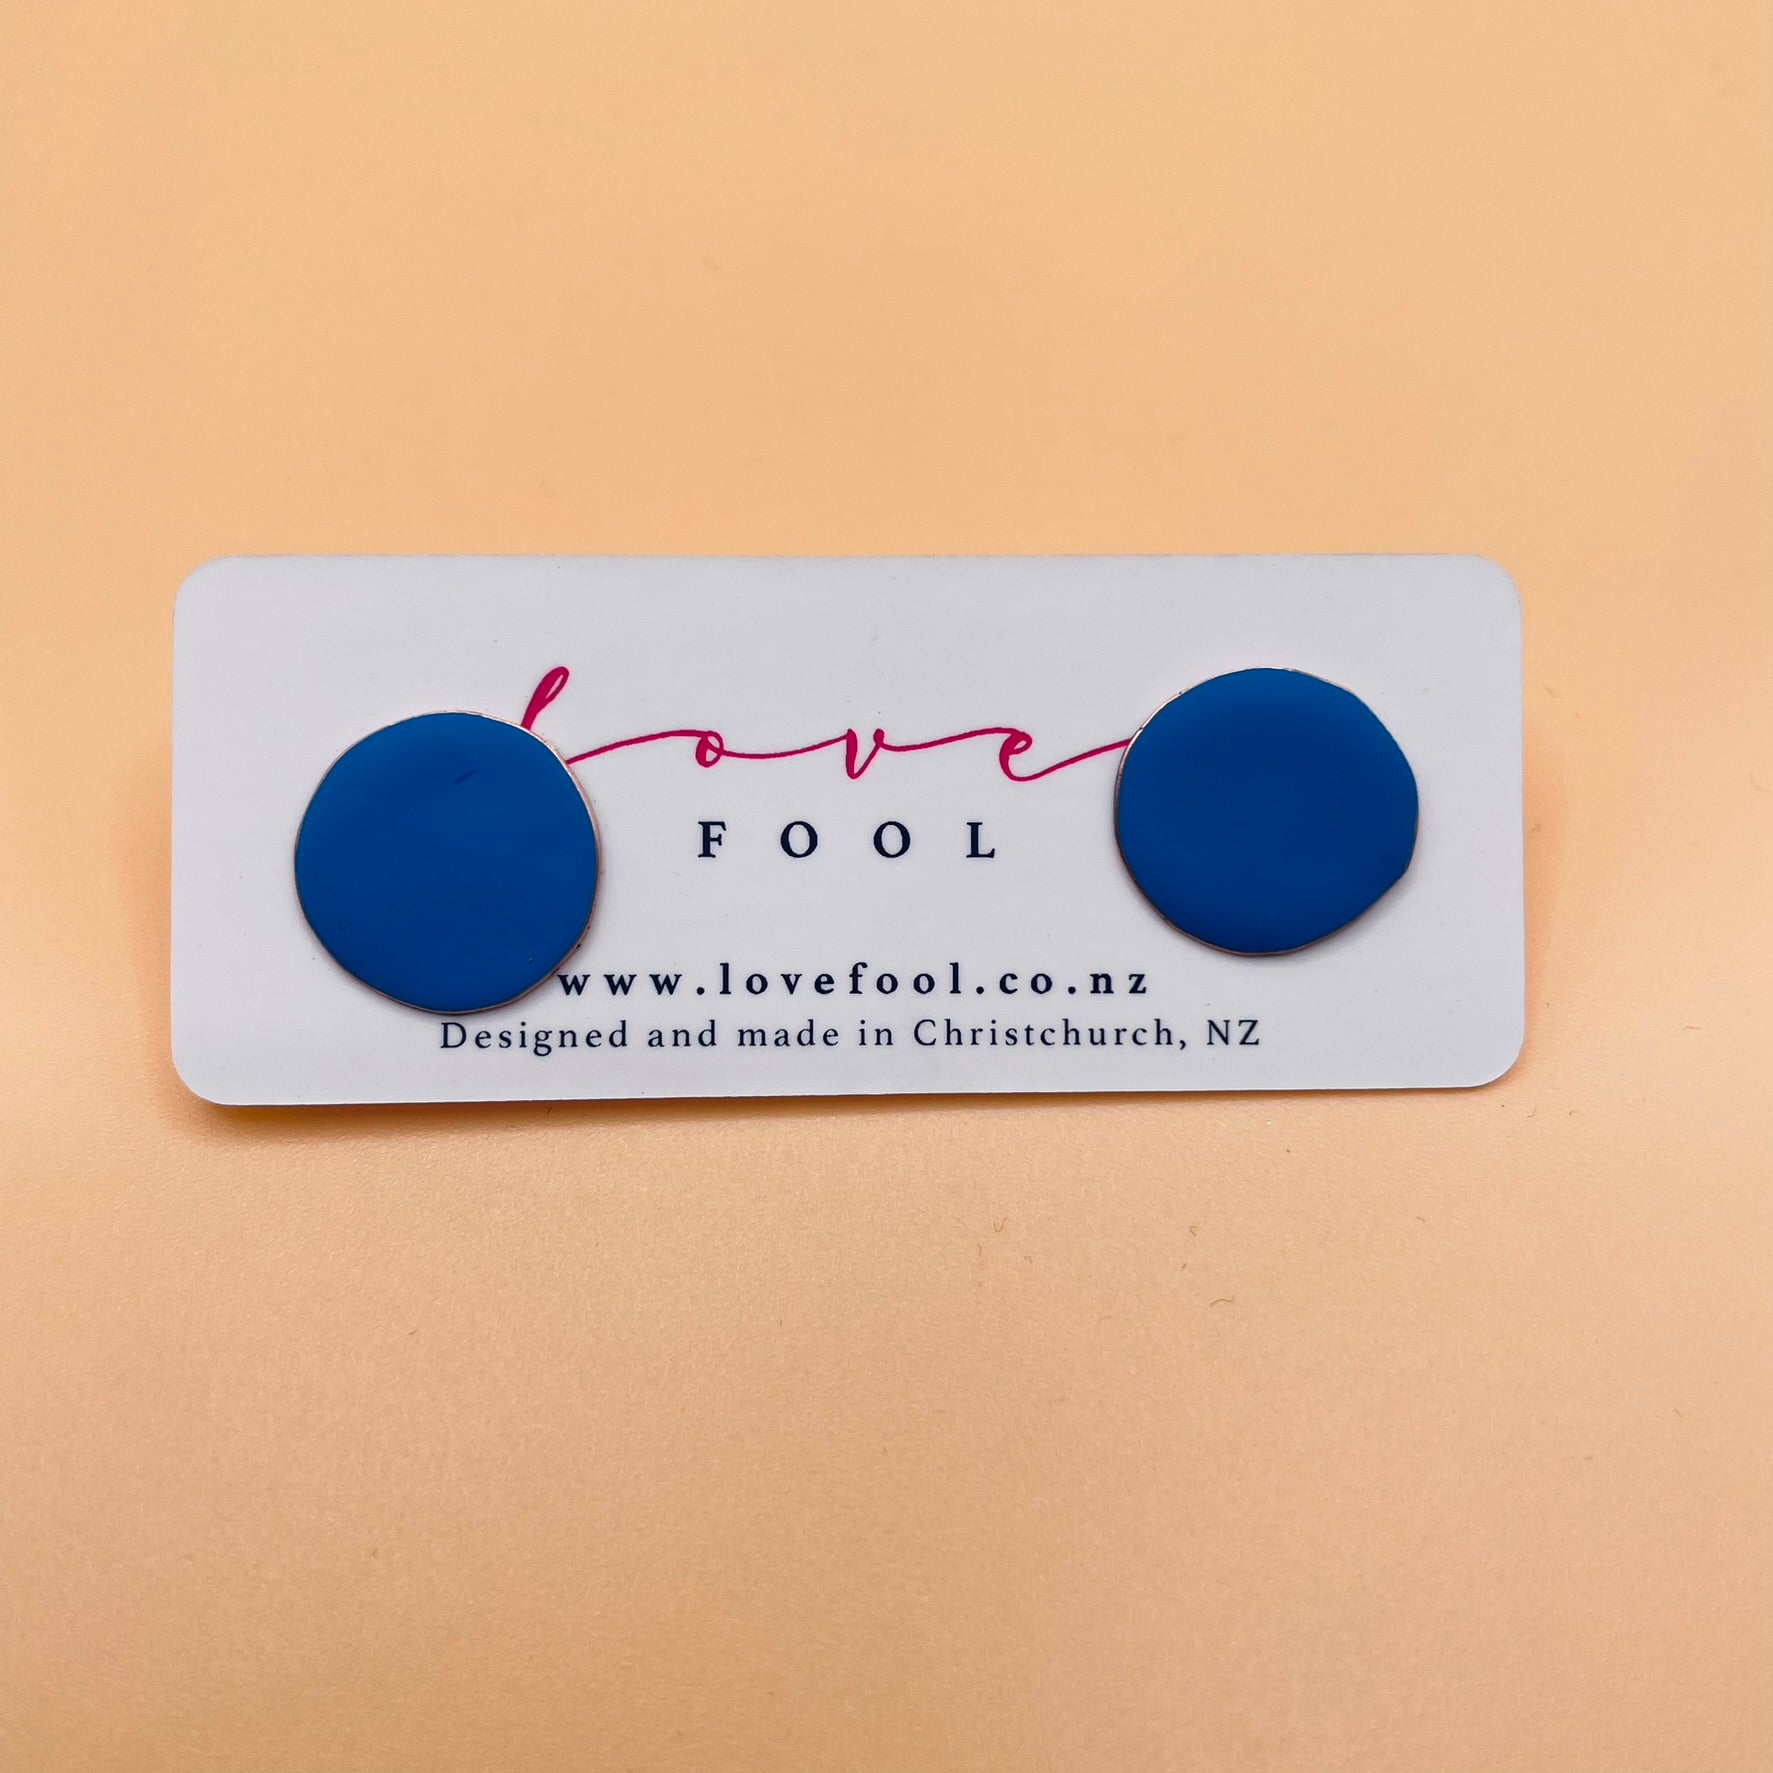 love
FOOL
www.lovefool.co.nz
Designed and made in Christchurch, NZ